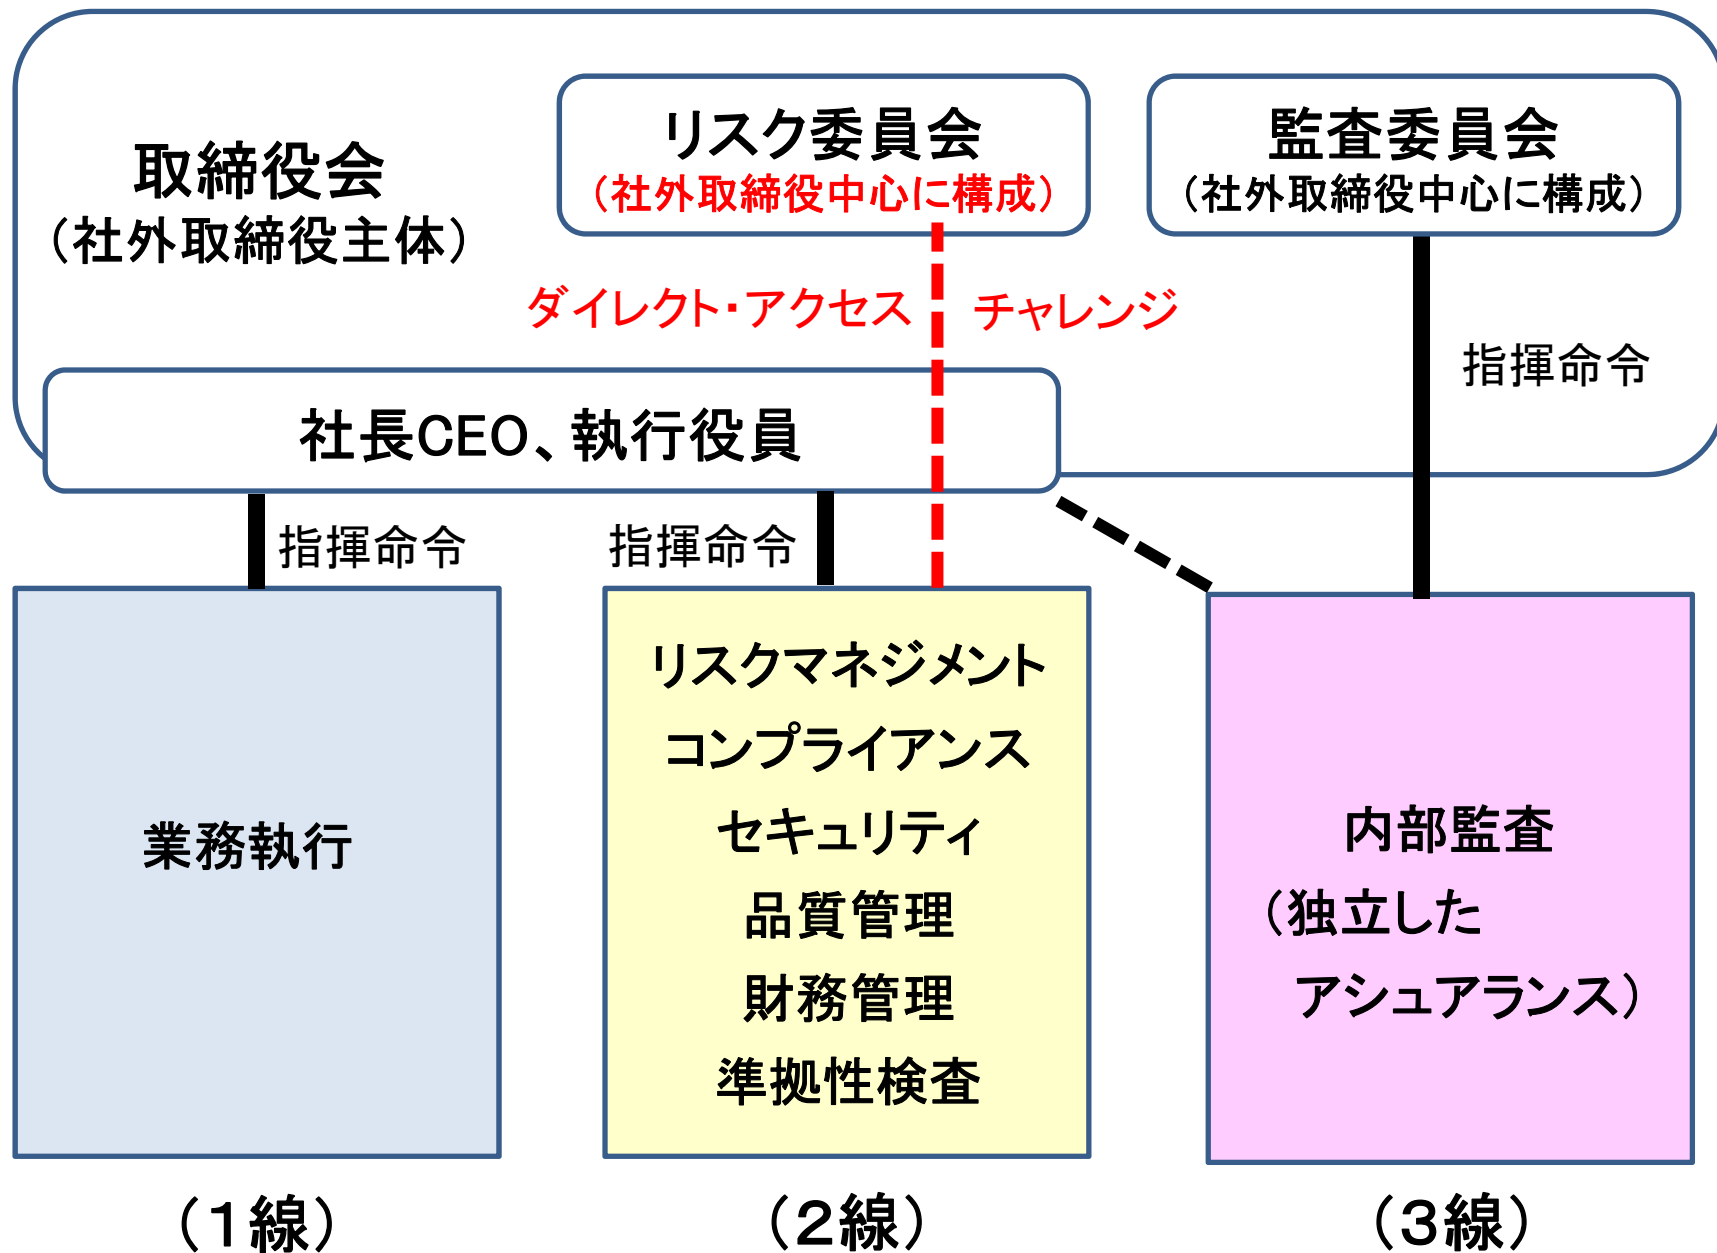 取締役会
（社外取締役主体）
リスク委員会
（社外取締役中心に構成）
監査委員会
（社外取締役中心に構成）
ダイレクト・アクセス
チャレンジ
指揮命令
社長CEO、執行役員
指揮命令
指揮命令
業務執行
リスクマネジメント
コンプライアンス
セキュリティ
品質管理
財務管理
準拠性検査
内部監査
（独立した
アシュアランス）
（１線）
（２線）
（３線）